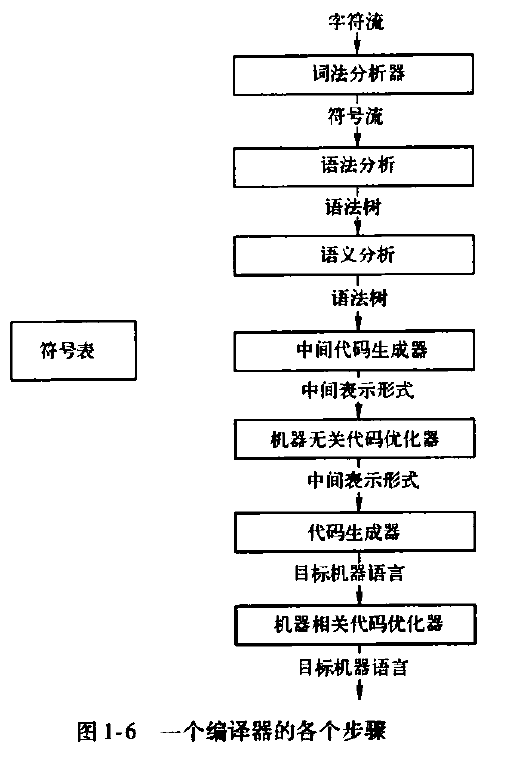 字符流
词法分析器
符号流
语法分析
语法树
语义分析
语法树
符号表
中间代码生成器
中间表示形式
机器无关代码优化器
中间表示形式
代码生成器
目标机器语言
机器相关代码优化器
目标机器语言
图 1-6 一个编译器的各个步骤